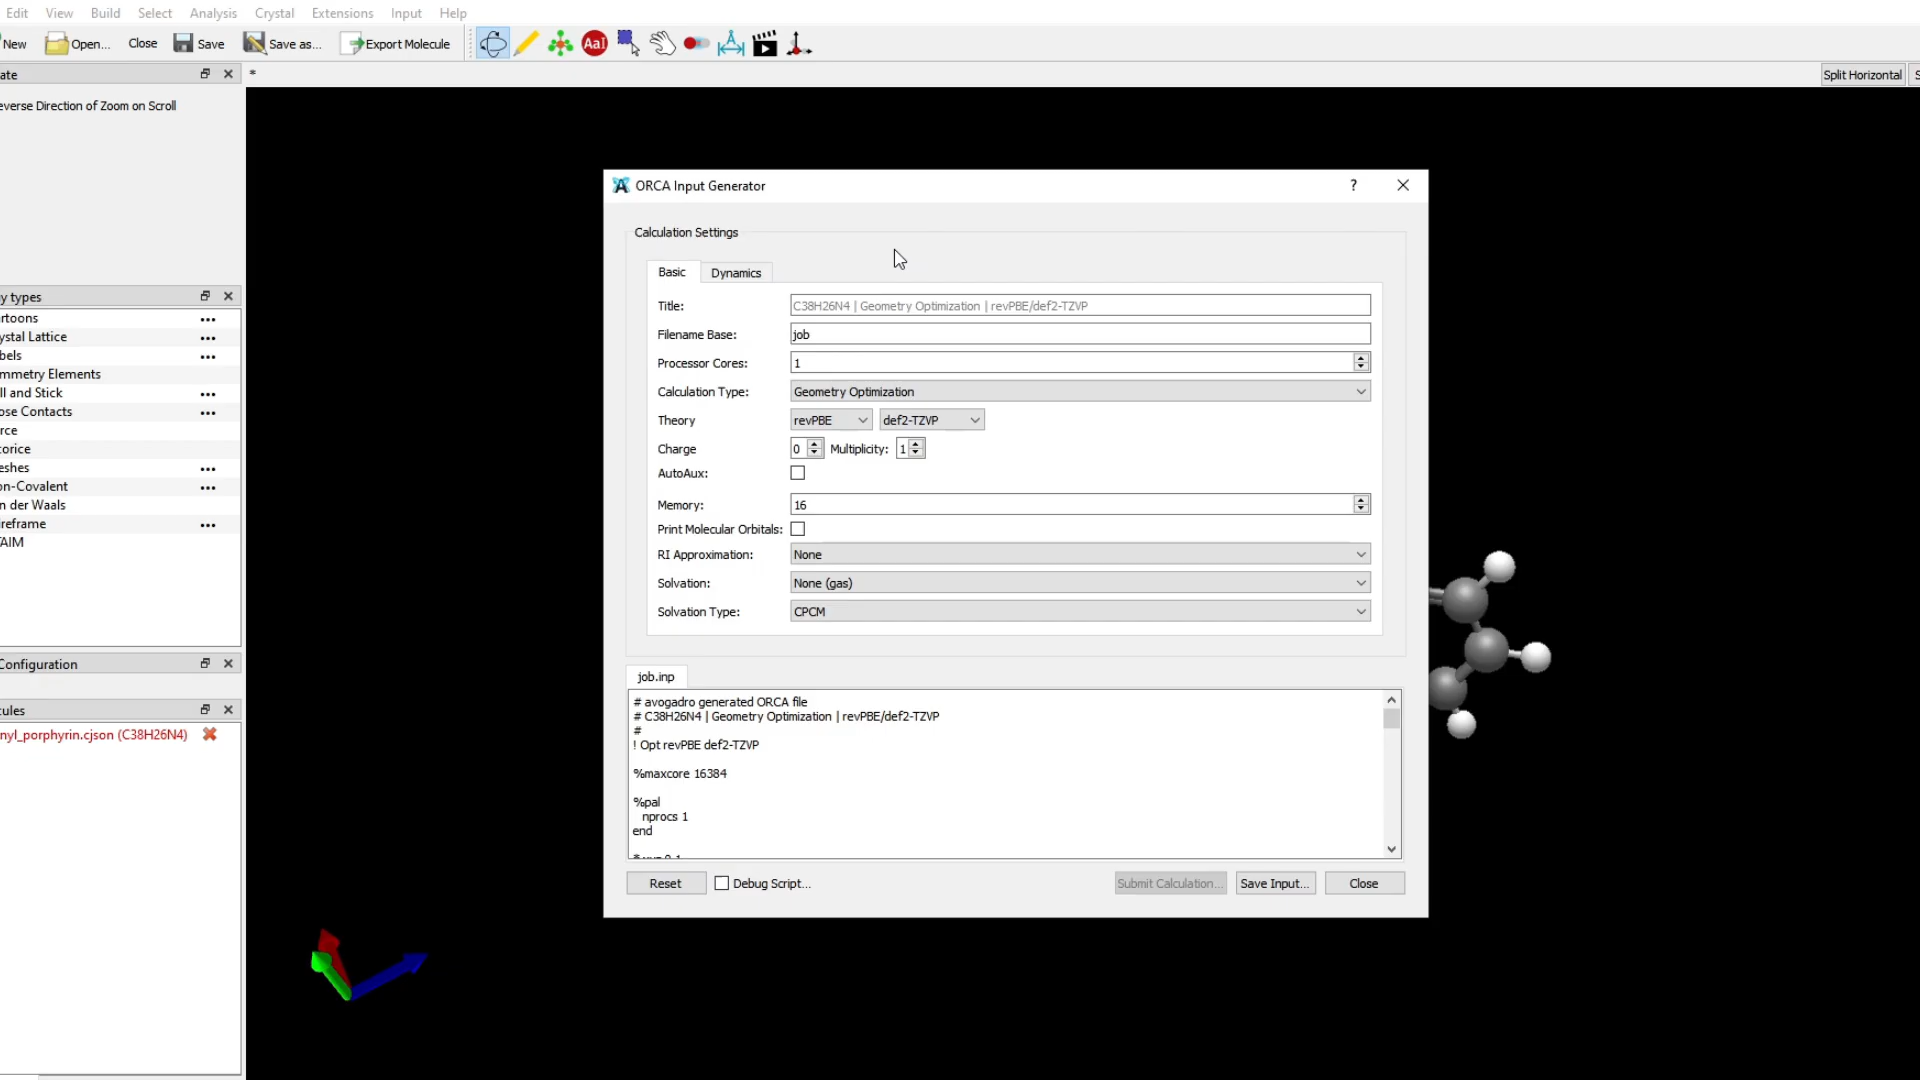 Edit View Build Select Analysis Crystal Extensions Input Help
New Open... Close Save Save as... Export Molecule AaI
ate
*
Split Horizontal S
everse Direction of Zoom on Scroll
ORCA Input Generator
?
Calculation Settings
Basic Dynamics
Title: C38H26N4 | Geometry Optimization | revPBE/def2-TZVP
Filename Base: job
Processor Cores: 1
Calculation Type: Geometry Optimization
Theory revPBE def2-TZVP
Charge 0 Multiplicity: 1
AutoAux:
Memory: 16
Print Molecular Orbitals:
RI Approximation: None
Solvation: None (gas)
Solvation Type: CPCM
job.inp
# avogadro generated ORCA file
# C38H26N4 | Geometry Optimization | revPBE/def2-TZVP
#
! Opt revPBE def2-TZVP
%maxcore 16384
%pal
nprocs 1
end
Reset Debug Script... Submit Calculation... Save Input... Close
y types
rtoons
ystal Lattice
bels
mmetry Elements
ll and Stick
ose Contacts
rce
corice
eshes
on-Covalent
n der Waals
ireframe
TAIM
Configuration
ules
nyl_porphyrin.cjson (C38H26N4)